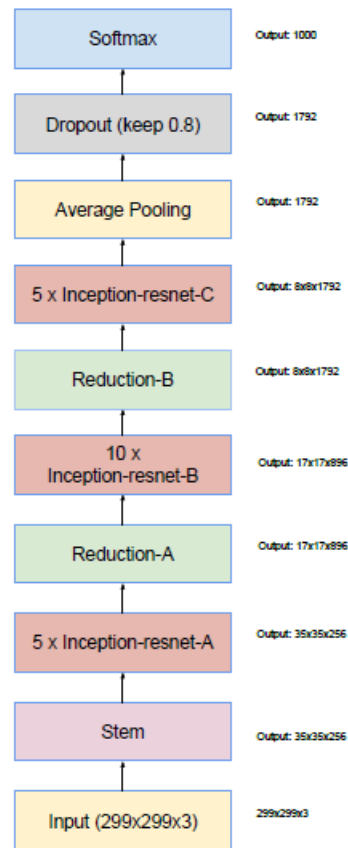 Softmax
Output: 1000
Dropout (keep 0.8)
Output: 1792
Average Pooling
Output: 1792
5 x Inception-resnet-C
Output: 8x8x1792
Reduction-B
Output: 8x8x1792
10 x
Inception-resnet-B
Output: 17x17x896
Reduction-A
Output: 17x17x896
5 x Inception-resnet-A
Output: 35x35x256
Stem
Output: 35x35x256
Input (299x299x3)
299x299x3